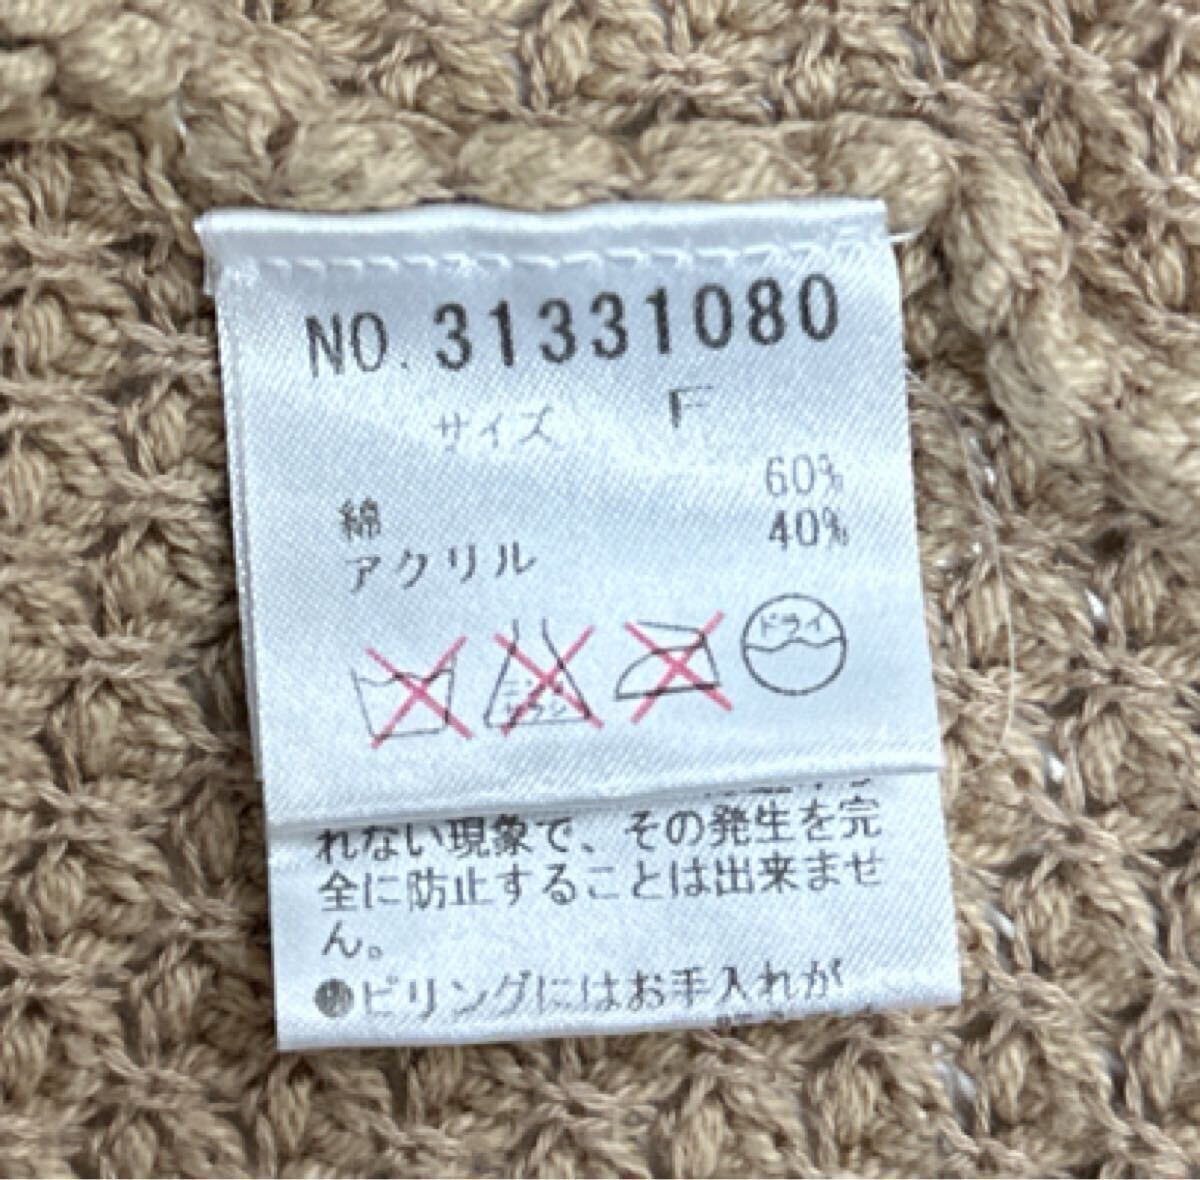 NO. 31331080
サイズ F
綿 60%
アクリル 40%
ドライ
れない現象で、その発生を完
全に防止することは出来ませ
ん。
●ピリングにはお手入れが